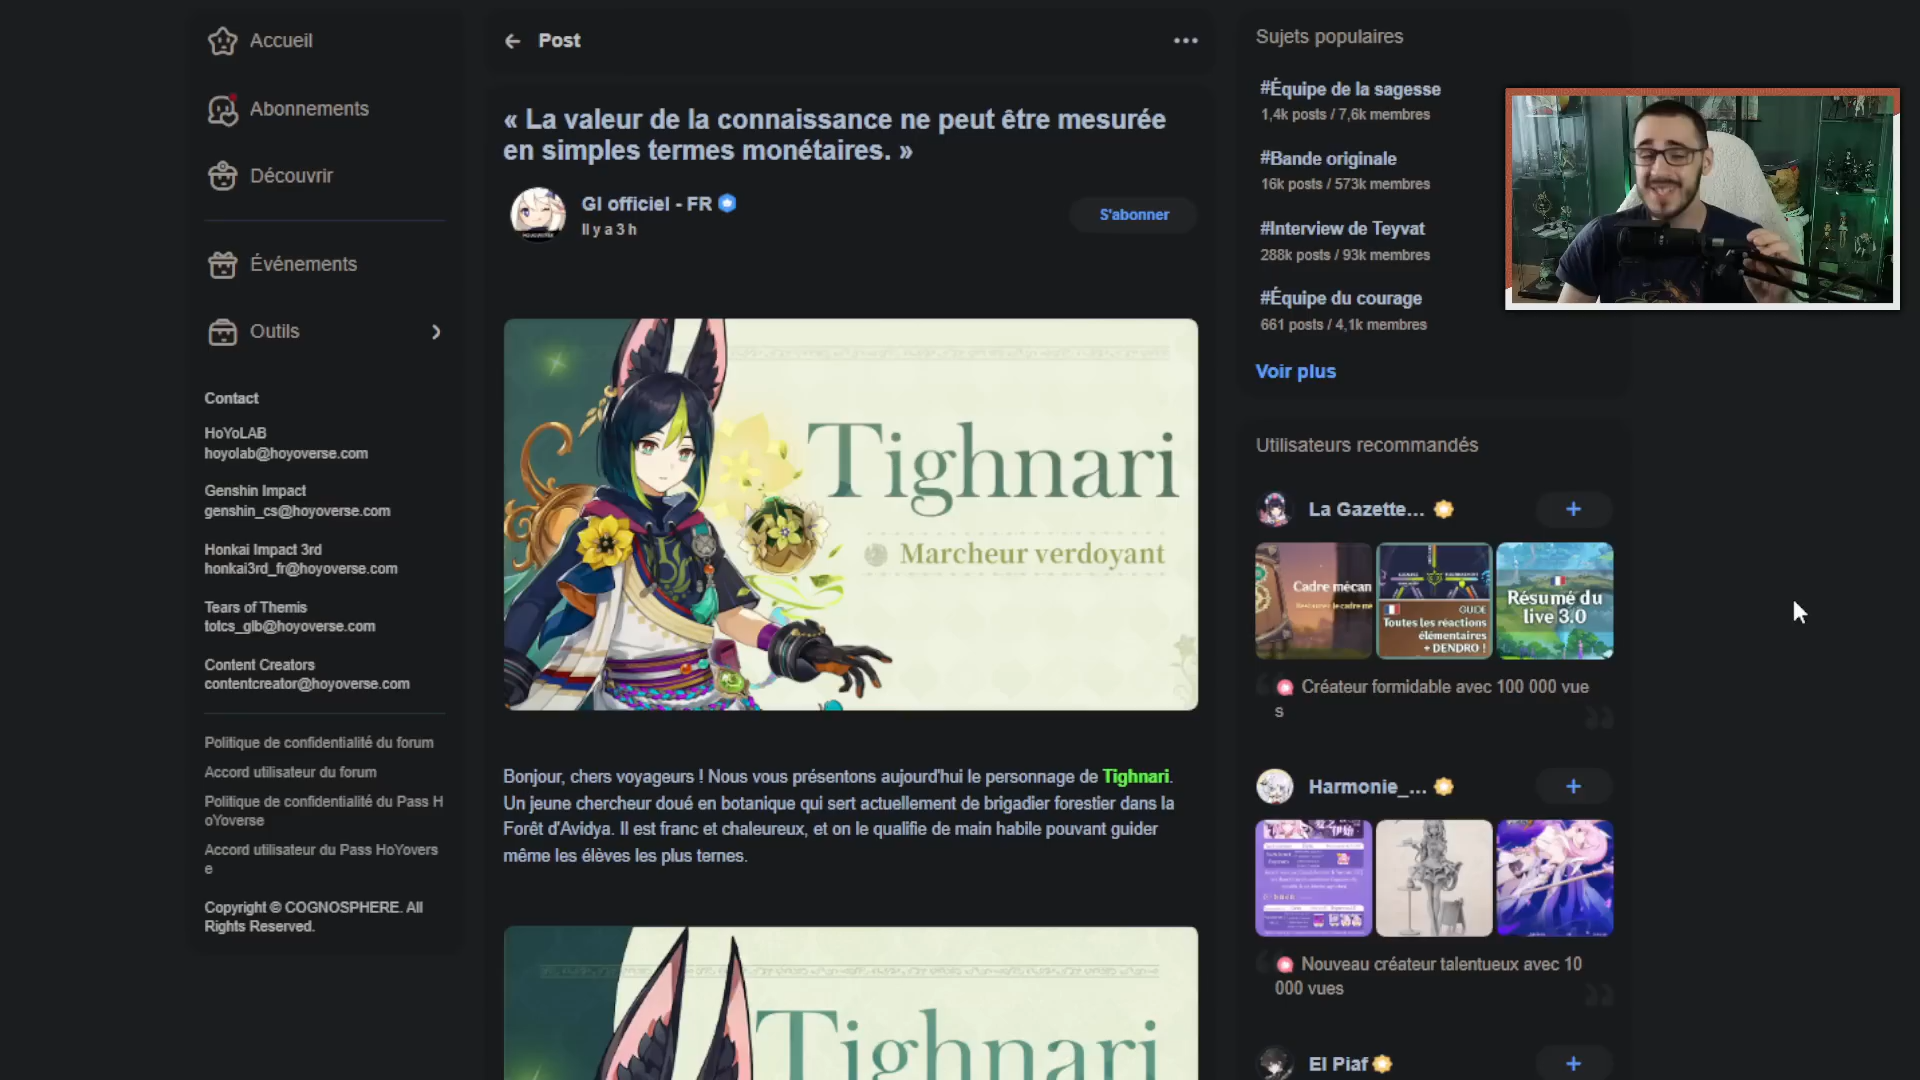 Accueil
Abonnements
Découvrir
Événements
Outils
Contact
HoYoLAB
hoyolab@hoyoverse.com
Genshin Impact
genshin_cs@hoyoverse.com
Honkai Impact 3rd
honkai3rd_fr@hoyoverse.com
Tears of Themis
totcs_glb@hoyoverse.com
Content Creators
contentcreator@hoyoverse.com
Politique de confidentialité du forum
Accord utilisateur du forum
Politique de confidentialité du Pass H
oYoverse
Accord utilisateur du Pass HoYovers
e
Copyright © COGNOSPHERE. All
Rights Reserved.
Post
« La valeur de la connaissance ne peut être mesurée
en simples termes monétaires. »
GI officiel - FR
Il y a 3 h
S'abonner
Tighnari
Marcheur verdoyant
Bonjour, chers voyageurs ! Nous vous présentons aujourd'hui le personnage de Tighnari.
Un jeune chercheur doué en botanique qui sert actuellement de brigadier forestier dans la
Forêt d'Avidya. Il est franc et chaleureux, et on le qualifie de main habile pouvant guider
même les élèves les plus ternes.
Tighnari
Sujets populaires
#Équipe de la sagesse
1,4k posts / 7,6k membres
#Bande originale
16k posts / 573k membres
#Interview de Teyvat
288k posts / 93k membres
#Équipe du courage
661 posts / 4,1k membres
Voir plus
Utilisateurs recommandés
La Gazette...
Cadre mécan
GUIDE
Toutes les réactions
élémentaires
+ DENDRO !
Résumé du
live 3.0
Créateur formidable avec 100 000 vue
s
Harmonie_...
Nouveau créateur talentueux avec 10
000 vues
El Piaf